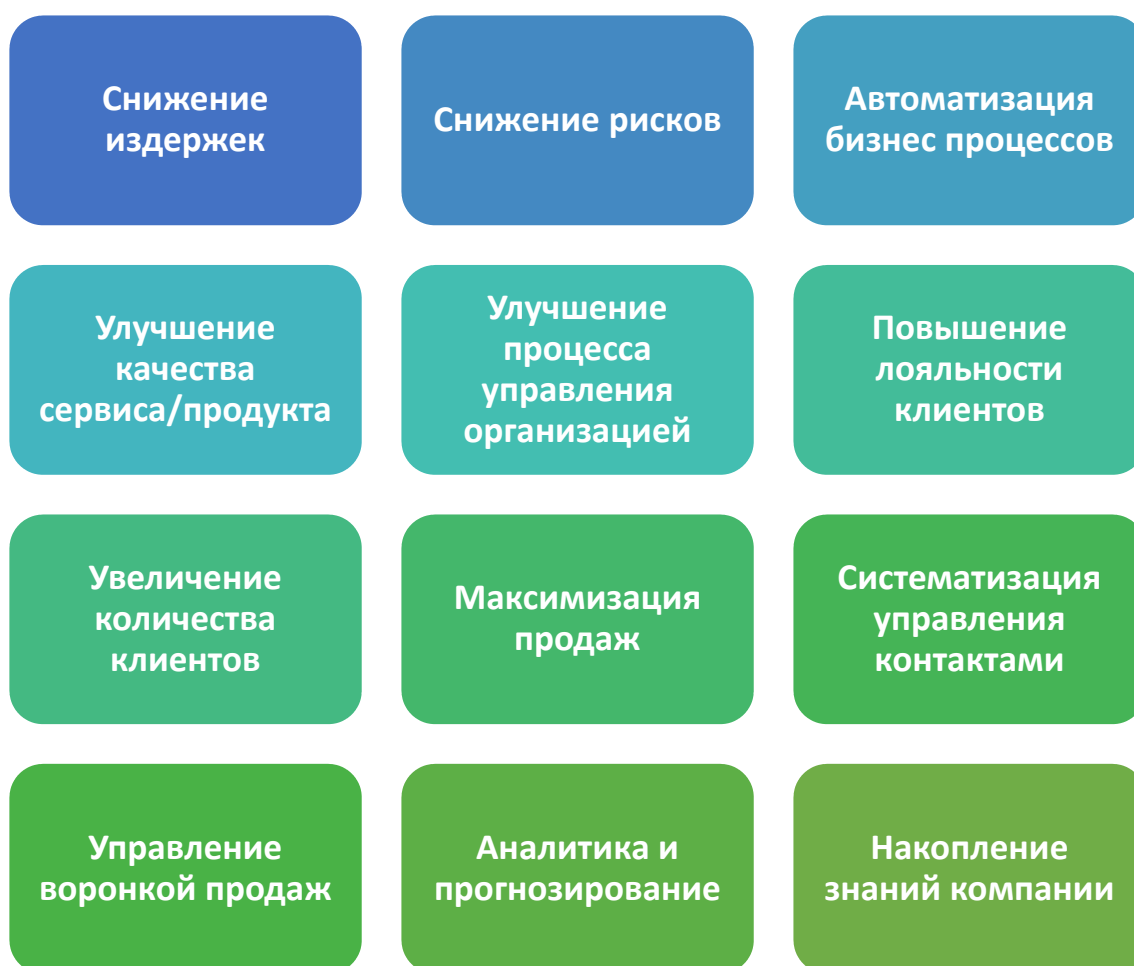 Снижение
издержек
Снижение рисков
Автоматизация
бизнес процессов
Улучшение
качества
сервиса/продукта
Улучшение
процесса
управления
организацией
Повышение
лояльности
клиентов
Увеличение
количества
клиентов
Максимизация
продаж
Систематизация
управления
контактами
Управление
воронкой продаж
Аналитика и
прогнозирование
Накопление
знаний компании